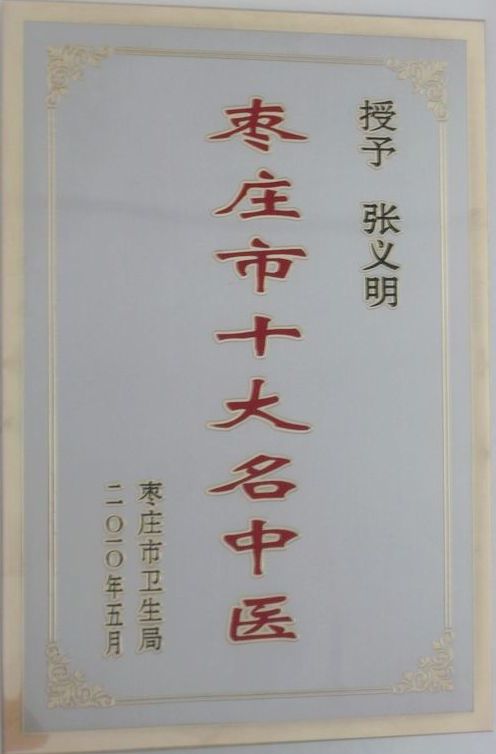 授予 张义明
枣庄市十大名中医
枣庄市卫生局
二〇一〇年五月